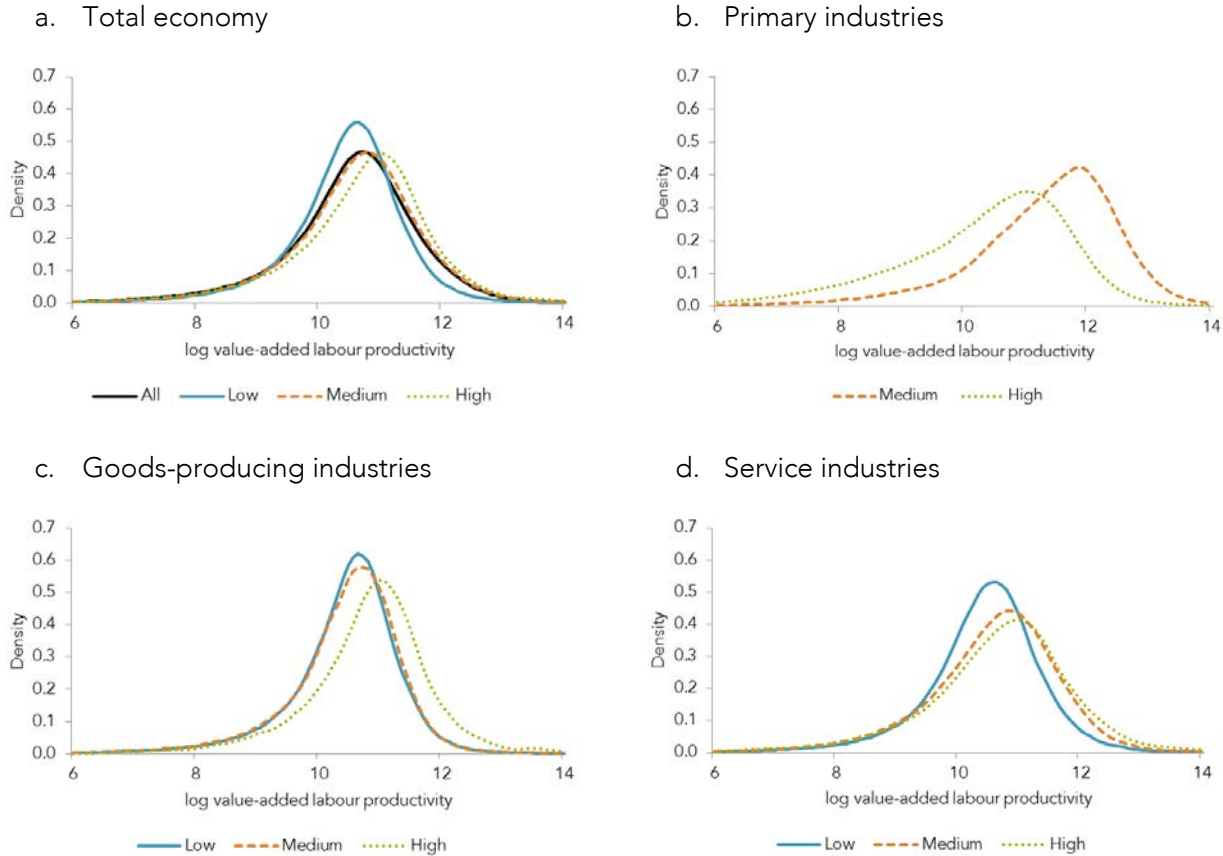 a. Total economy
0.7
0.6
0.5
0.4
0.3
0.2
0.1
0.0
Density
6 8 10 12 14
log value-added labour productivity
All Low Medium High
b. Primary industries
0.7
0.6
0.5
0.4
0.3
0.2
0.1
0.0
Density
6 8 10 12 14
log value-added labour productivity
Medium High
c. Goods-producing industries
0.7
0.6
0.5
0.4
0.3
0.2
0.1
0.0
Density
6 8 10 12 14
log value-added labour productivity
Low Medium High
d. Service industries
0.7
0.6
0.5
0.4
0.3
0.2
0.1
0.0
Density
6 8 10 12 14
log value-added labour productivity
Low Medium High